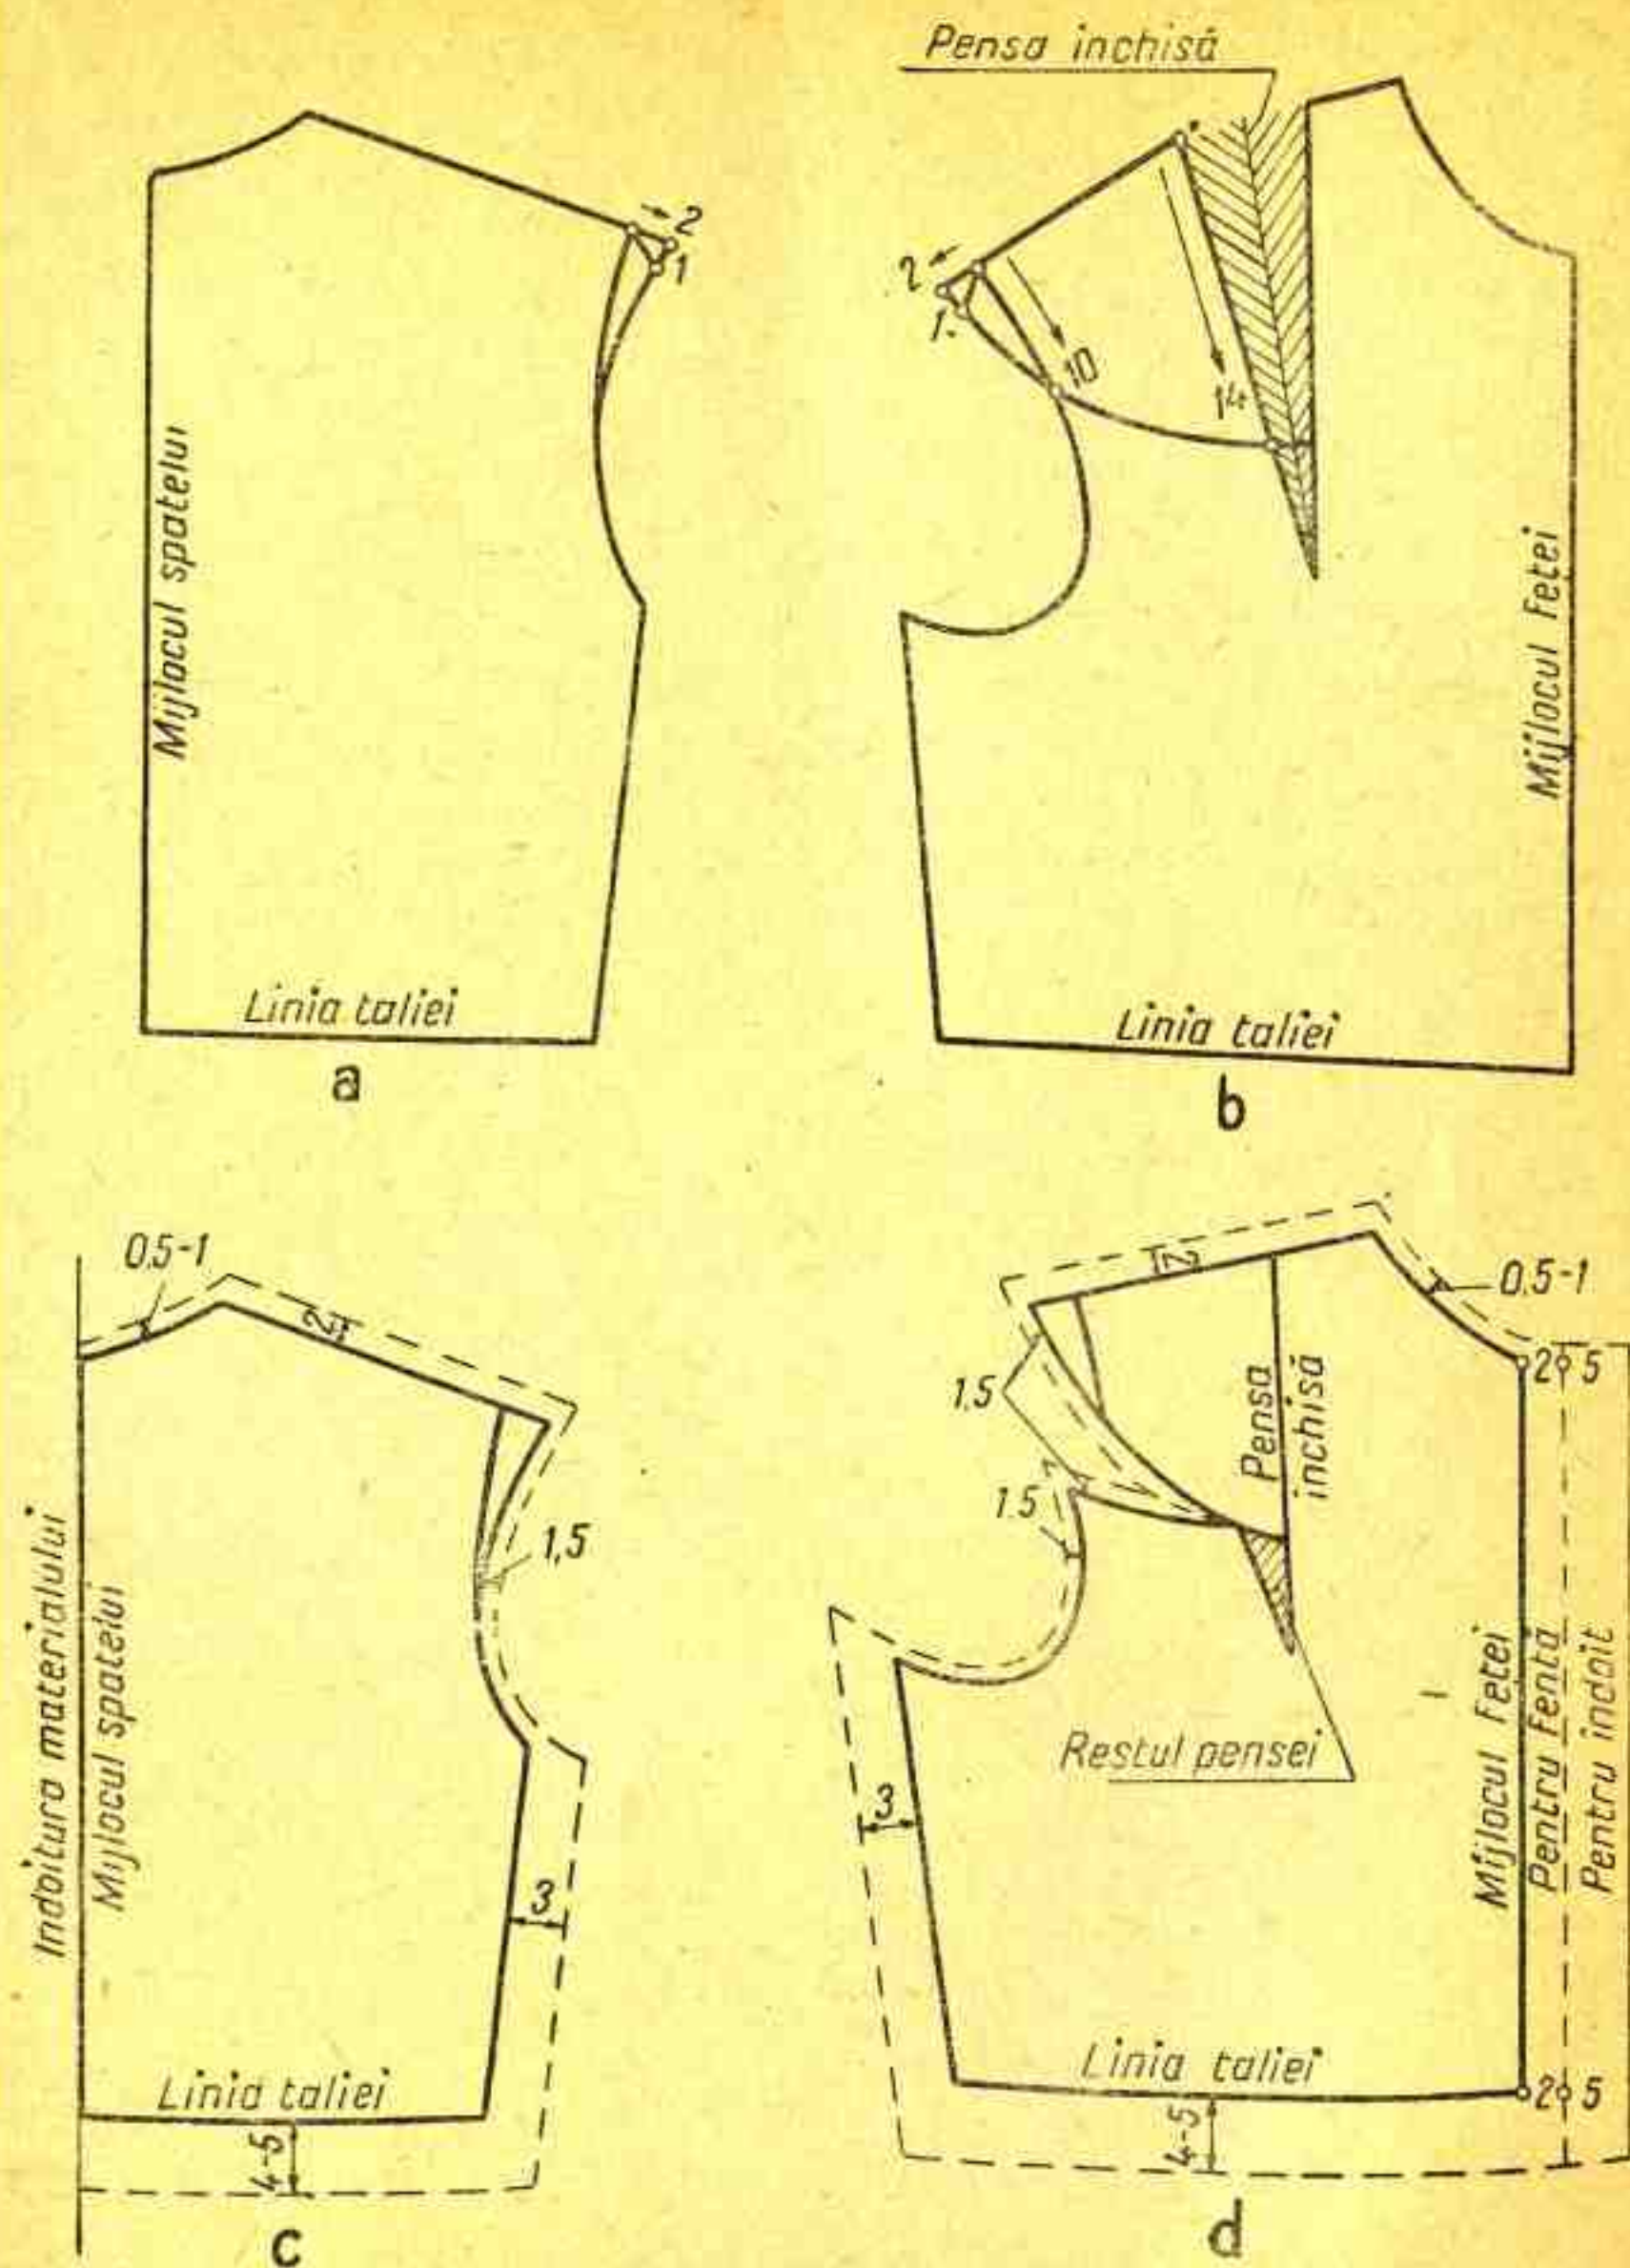 Pensa inchisă
2
1
Mijlocul spatelui
Linia taliei
a
2
1.
10
14
Mijlocul Feței
Linia taliei
b
0,5-1
2
1,5
Indoitura materialului
Mijlocul spatelui
3
Linia taliei
4-5
c
2
0,5-1
2 5
1,5
Pensa
inchisă
1.5
Restul pensei
Mijlocul Feței
Pentru fentă
Pentru indoit
3
Linia taliei
2 5
4-5
d